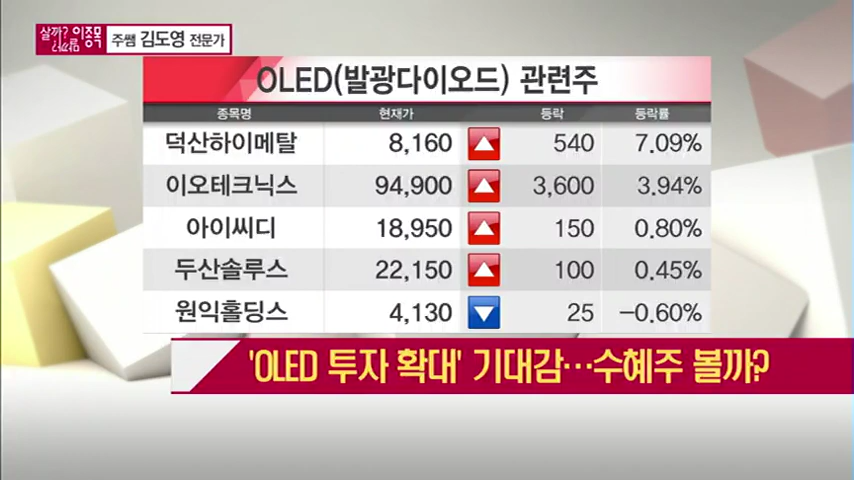 살까? 이종목
말까?
주쌤 김도영 전문가
OLED(발광다이오드) 관련주
종목명 현재가 등락 등락률
덕산하이메탈 8,160 ▲ 540 7.09%
이오테크닉스 94,900 ▲ 3,600 3.94%
아이씨디 18,950 ▲ 150 0.80%
두산솔루스 22,150 ▲ 100 0.45%
원익홀딩스 4,130 ▼ 25 -0.60%
'OLED 투자 확대' 기대감…수혜주 볼까?